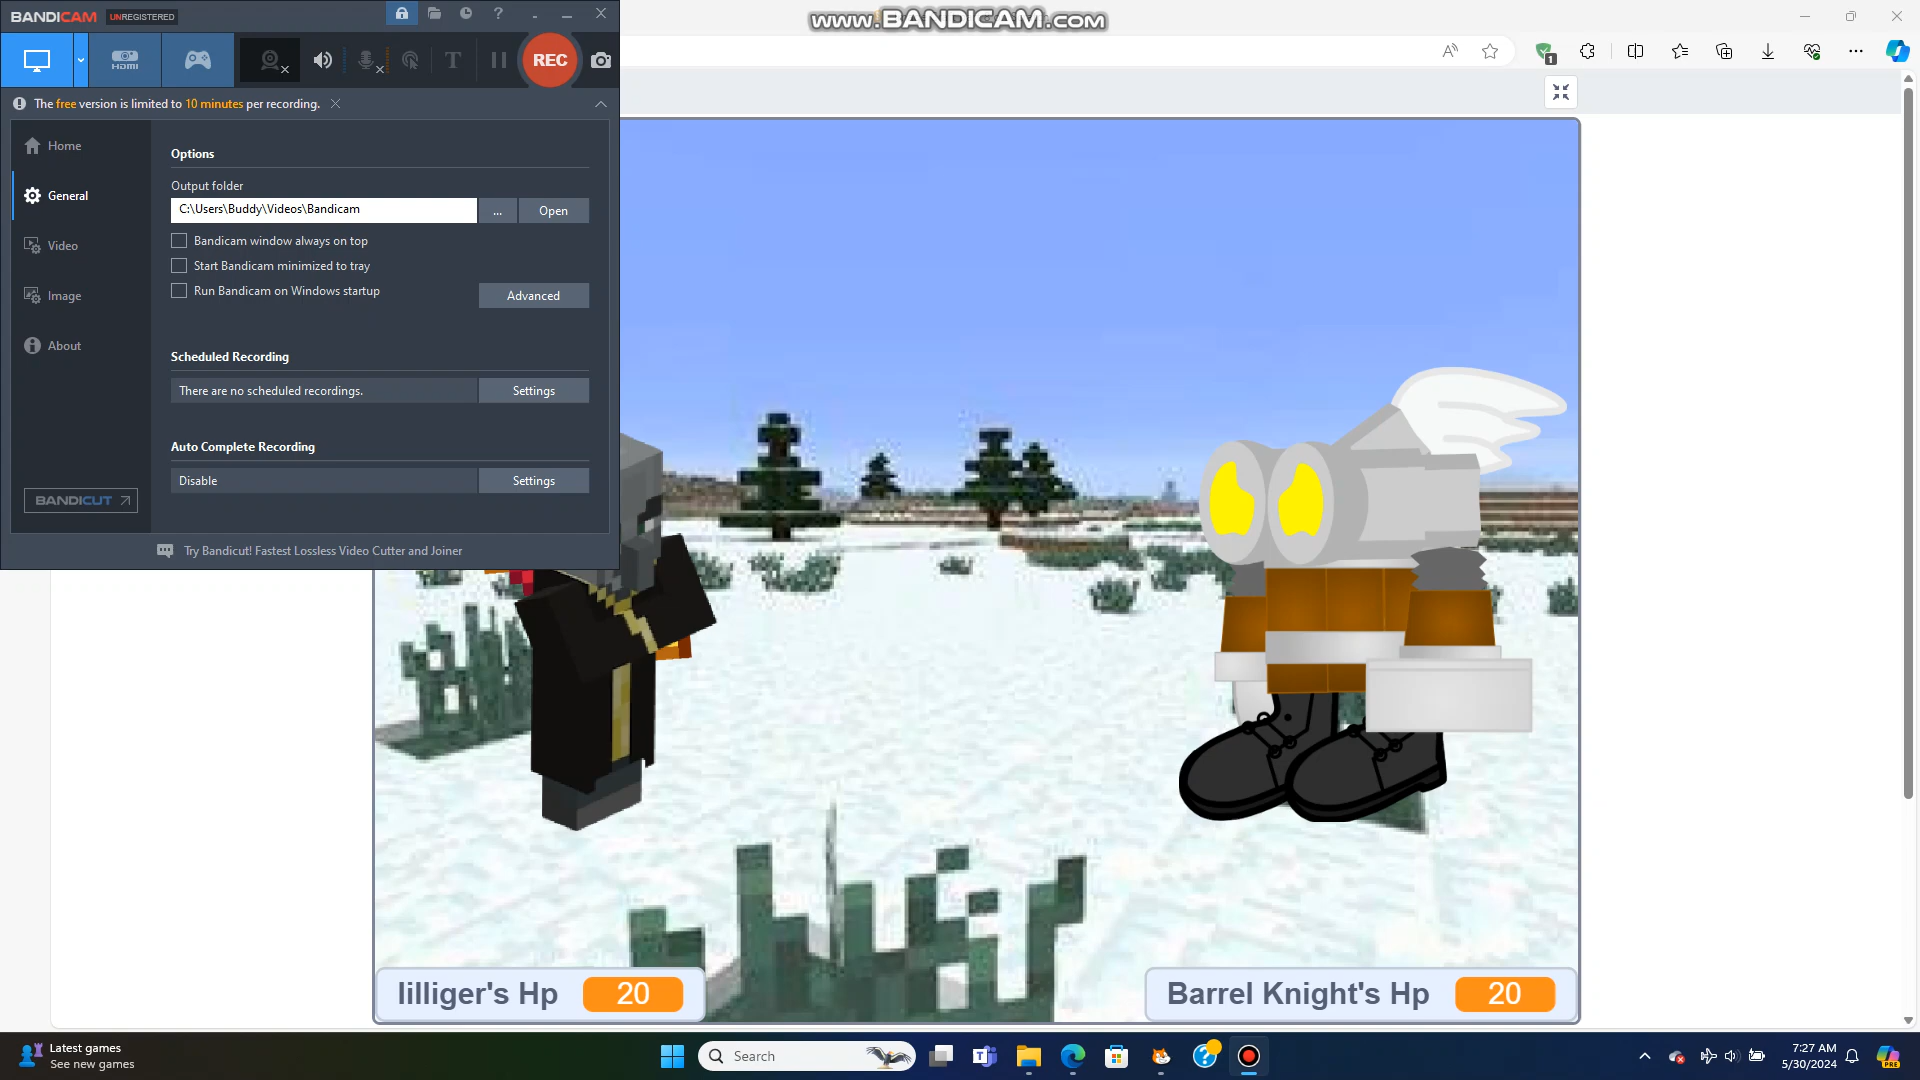 BANDICAM UNREGISTERED
?
www.BANDICAM.com
HDMI
T
REC
1
The free version is limited to 10 minutes per recording.
Home
General
Video
Image
About
BANDICUT
Options
Output folder
C:\Users\Buddy\Videos\Bandicam
...
Open
Bandicam window always on top
Start Bandicam minimized to tray
Run Bandicam on Windows startup
Advanced
Scheduled Recording
There are no scheduled recordings.
Settings
Auto Complete Recording
Disable
Settings
Try Bandicut! Fastest Lossless Video Cutter and Joiner
lilliger's Hp 20
Barrel Knight's Hp 20
Latest games
See new games
Search
7:27 AM
5/30/2024
PRE